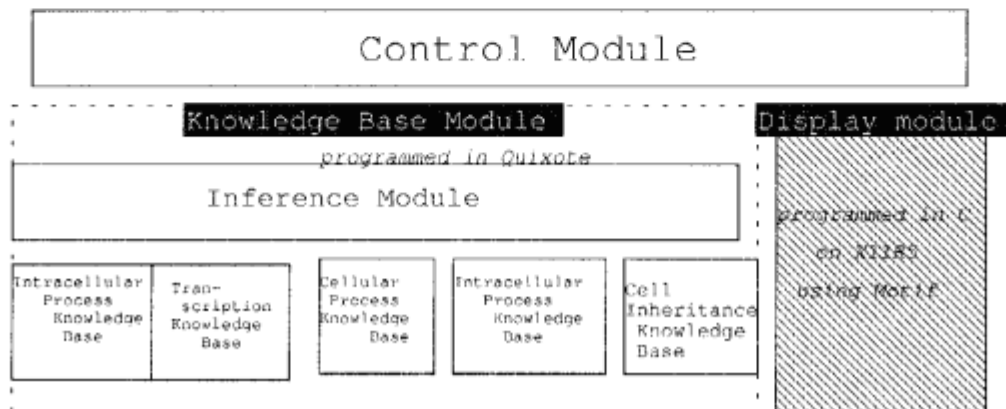 Control Module
Knowledge Base Module
Display module
programmed in Quixote
Inference Module
programmed in C
on X11R5
using Motif
Intracellular
Process
Knowledge
Base
Tran-
scription
Knowledge
Base
Cellular
Process
Knowledge
Base
Intracellular
Process
Knowledge
Base
Cell
Inheritance
Knowledge
Base